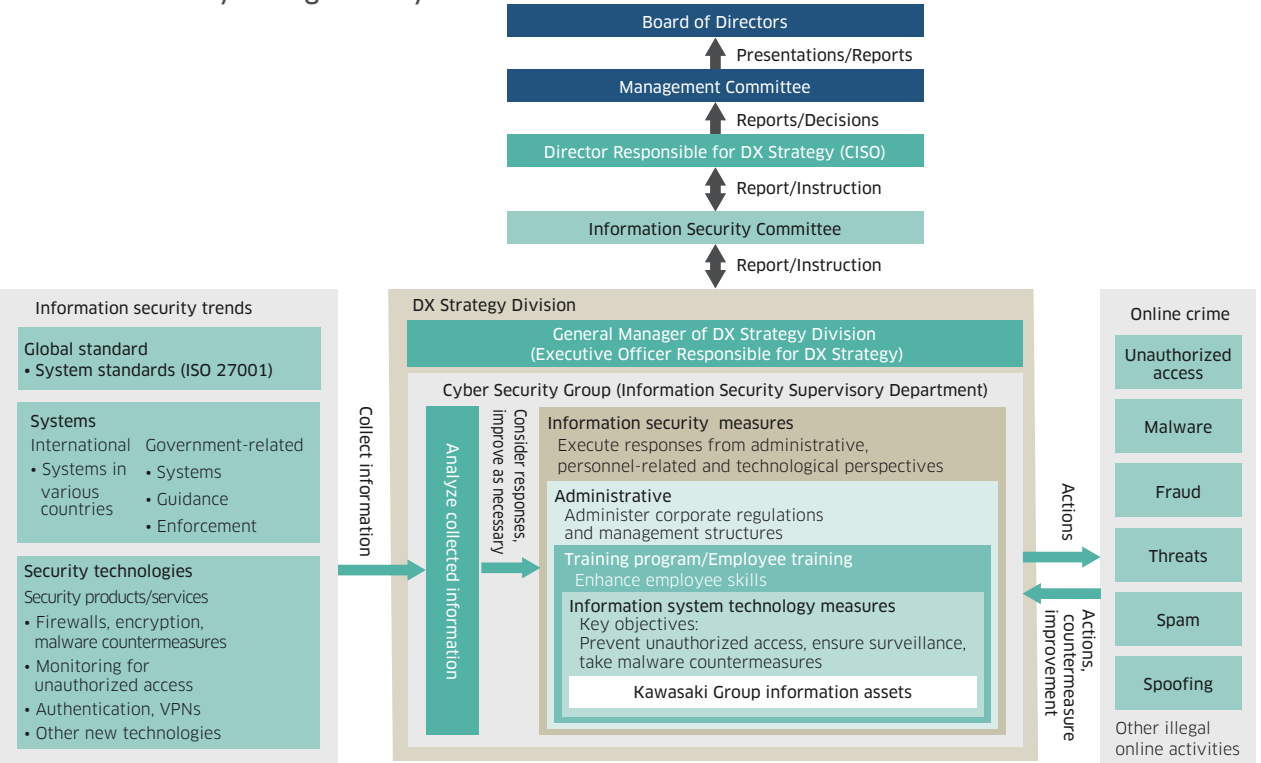 Board of Directors
Presentations/Reports
Management Committee
Reports/Decisions
Director Responsible for DX Strategy (CISO)
Report/Instruction
Information Security Committee
Report/Instruction
Information security trends
Global standard
• System standards (ISO 27001)
Systems
International
• Systems in
various
countries
Government-related
• Systems
• Guidance
• Enforcement
Security technologies
Security products/services
• Firewalls, encryption,
malware countermeasures
• Monitoring for
unauthorized access
• Authentication, VPNs
• Other new technologies
Collect information
DX Strategy Division
General Manager of DX Strategy Division
(Executive Officer Responsible for DX Strategy)
Cyber Security Group (Information Security Supervisory Department)
Analyze collected information
Consider responses,
improve as necessary
Information security measures
Execute responses from administrative,
personnel-related and technological perspectives
Administrative
Administer corporate regulations
and management structures
Training program/Employee training
Enhance employee skills
Information system technology measures
Key objectives:
Prevent unauthorized access, ensure surveillance,
take malware countermeasures
Kawasaki Group information assets
Actions
Actions,
countermeasure
improvement
Online crime
Unauthorized
access
Malware
Fraud
Threats
Spam
Spoofing
Other illegal
online activities